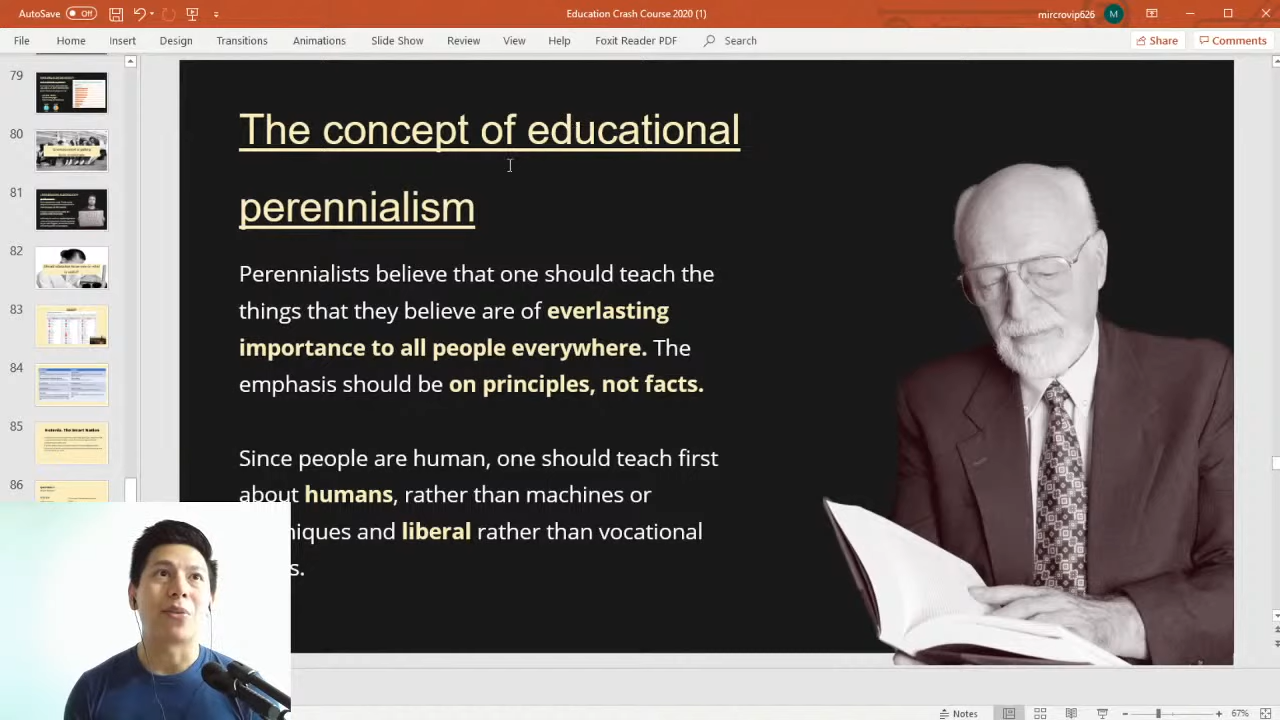 AutoSave Off Education Crash Course 2020 (1) mircrovip626 M
File Home Insert Design Transitions Animations Slide Show Review View Help Foxit Reader PDF Search Share Comments
79
80
81
82
83
84
85
86
The concept of educational
perennialism
Perennialists believe that one should teach the
things that they believe are of everlasting
importance to all people everywhere. The
emphasis should be on principles, not facts.
Since people are human, one should teach first
about humans, rather than machines or
niques and liberal rather than vocational
s.
Notes 67%